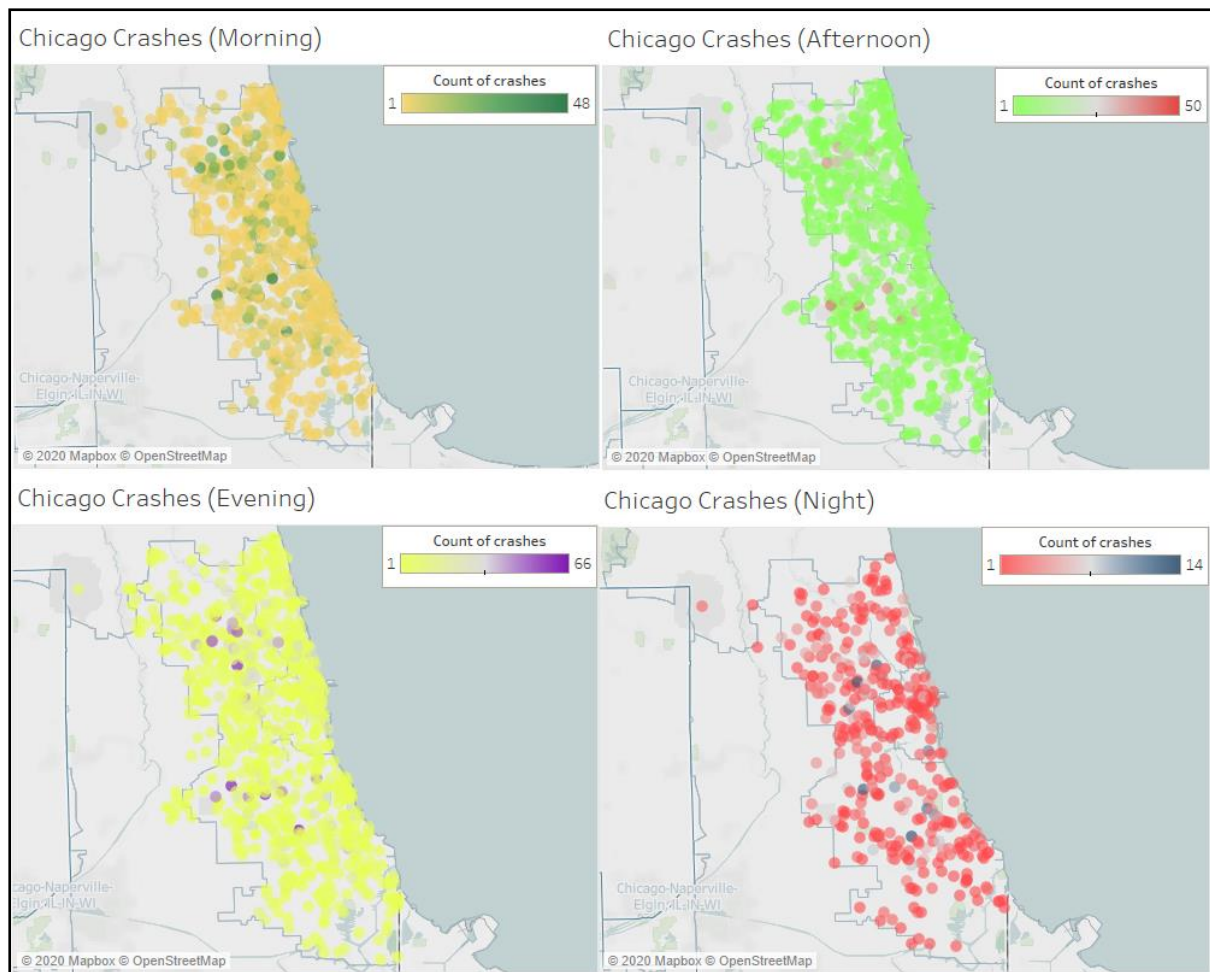 Chicago Crashes (Morning)
Count of crashes
1 48
Chicago-Naperville-
Elgin, IL-IN-WI
© 2020 Mapbox © OpenStreetMap
Chicago Crashes (Afternoon)
Count of crashes
1 50
Chicago-Naperville-
Elgin, IL-IN-WI
© 2020 Mapbox © OpenStreetMap
Chicago Crashes (Evening)
Count of crashes
1 66
cago-Naperville-
Elgin, IL-IN-WI
© 2020 Mapbox © OpenStreetMap
Chicago Crashes (Night)
Count of crashes
1 14
Chicago-Naperville-
Elgin, IL-IN-WI
© 2020 Mapbox © OpenStreetMap